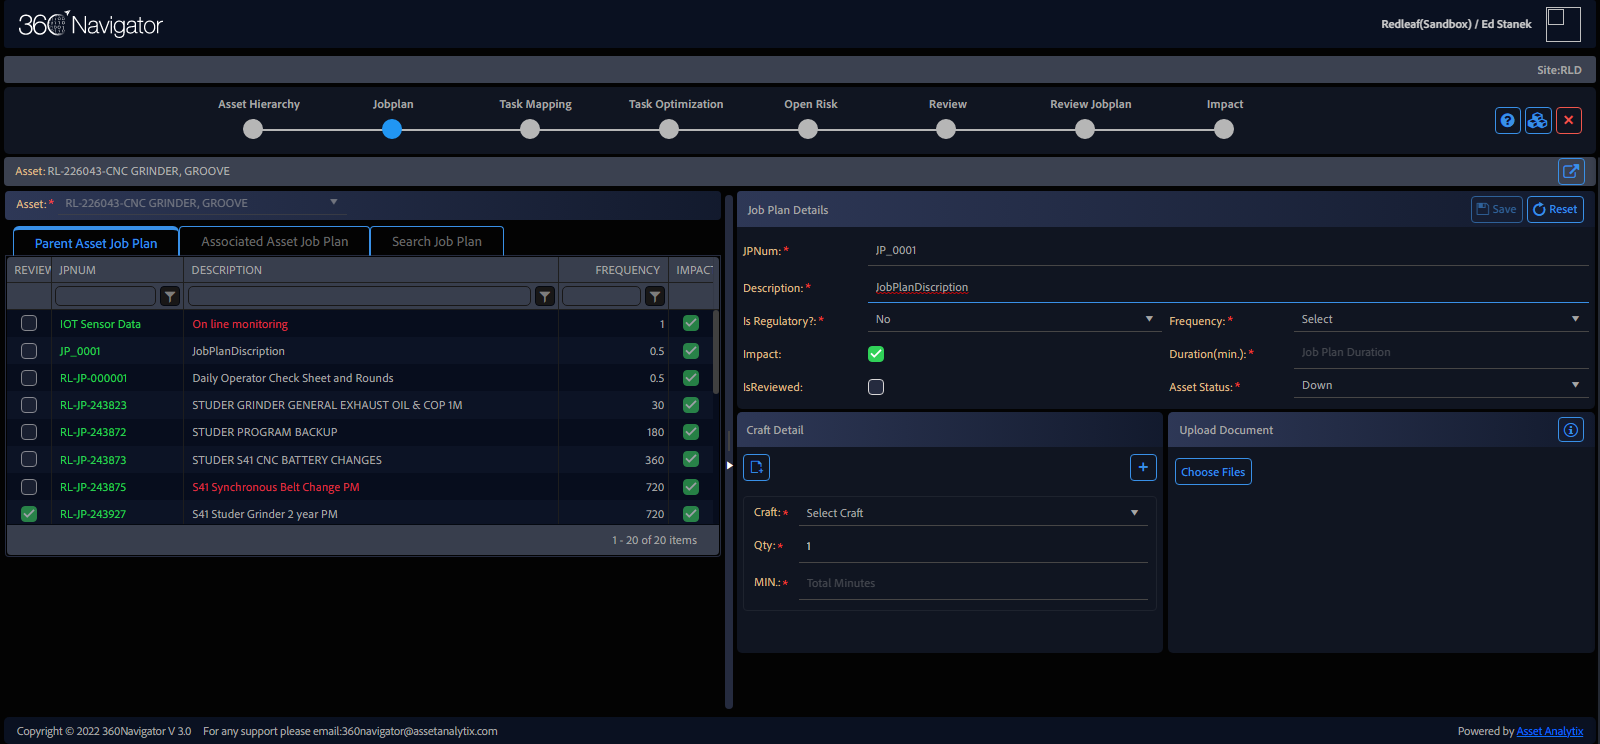 360 Navigator
Redleaf(Sandbox) / Ed Stanek
Site:RLD
Asset Hierarchy Jobplan Task Mapping Task Optimization Open Risk Review Review Jobplan Impact
Asset: RL-226043-CNC GRINDER, GROOVE
Asset:* RL-226043-CNC GRINDER, GROOVE
Parent Asset Job Plan Associated Asset Job Plan Search Job Plan
REVIEW JPNUM DESCRIPTION FREQUENCY IMPACT
IOT Sensor Data On line monitoring 1
JP_0001 JobPlanDiscription 0.5
RL-JP-000001 Daily Operator Check Sheet and Rounds 0.5
RL-JP-243823 STUDER GRINDER GENERAL EXHAUST OIL & COP 1M 30
RL-JP-243872 STUDER PROGRAM BACKUP 180
RL-JP-243873 STUDER S41 CNC BATTERY CHANGES 360
RL-JP-243875 S41 Synchronous Belt Change PM 720
RL-JP-243927 S41 Studer Grinder 2 year PM 720
1 - 20 of 20 items
Job Plan Details Save Reset
JPNum:* JP_0001
Description:* JobPlanDiscription
Is Regulatory?:* No Frequency:* Select
Impact: Duration(min.):* Job Plan Duration
IsReviewed: Asset Status:* Down
Craft Detail
Craft:* Select Craft
Qty:* 1
MIN.:* Total Minutes
Upload Document
Choose Files
Copyright © 2022 360Navigator V 3.0 For any support please email:360navigator@assetanalytix.com Powered by Asset Analytix